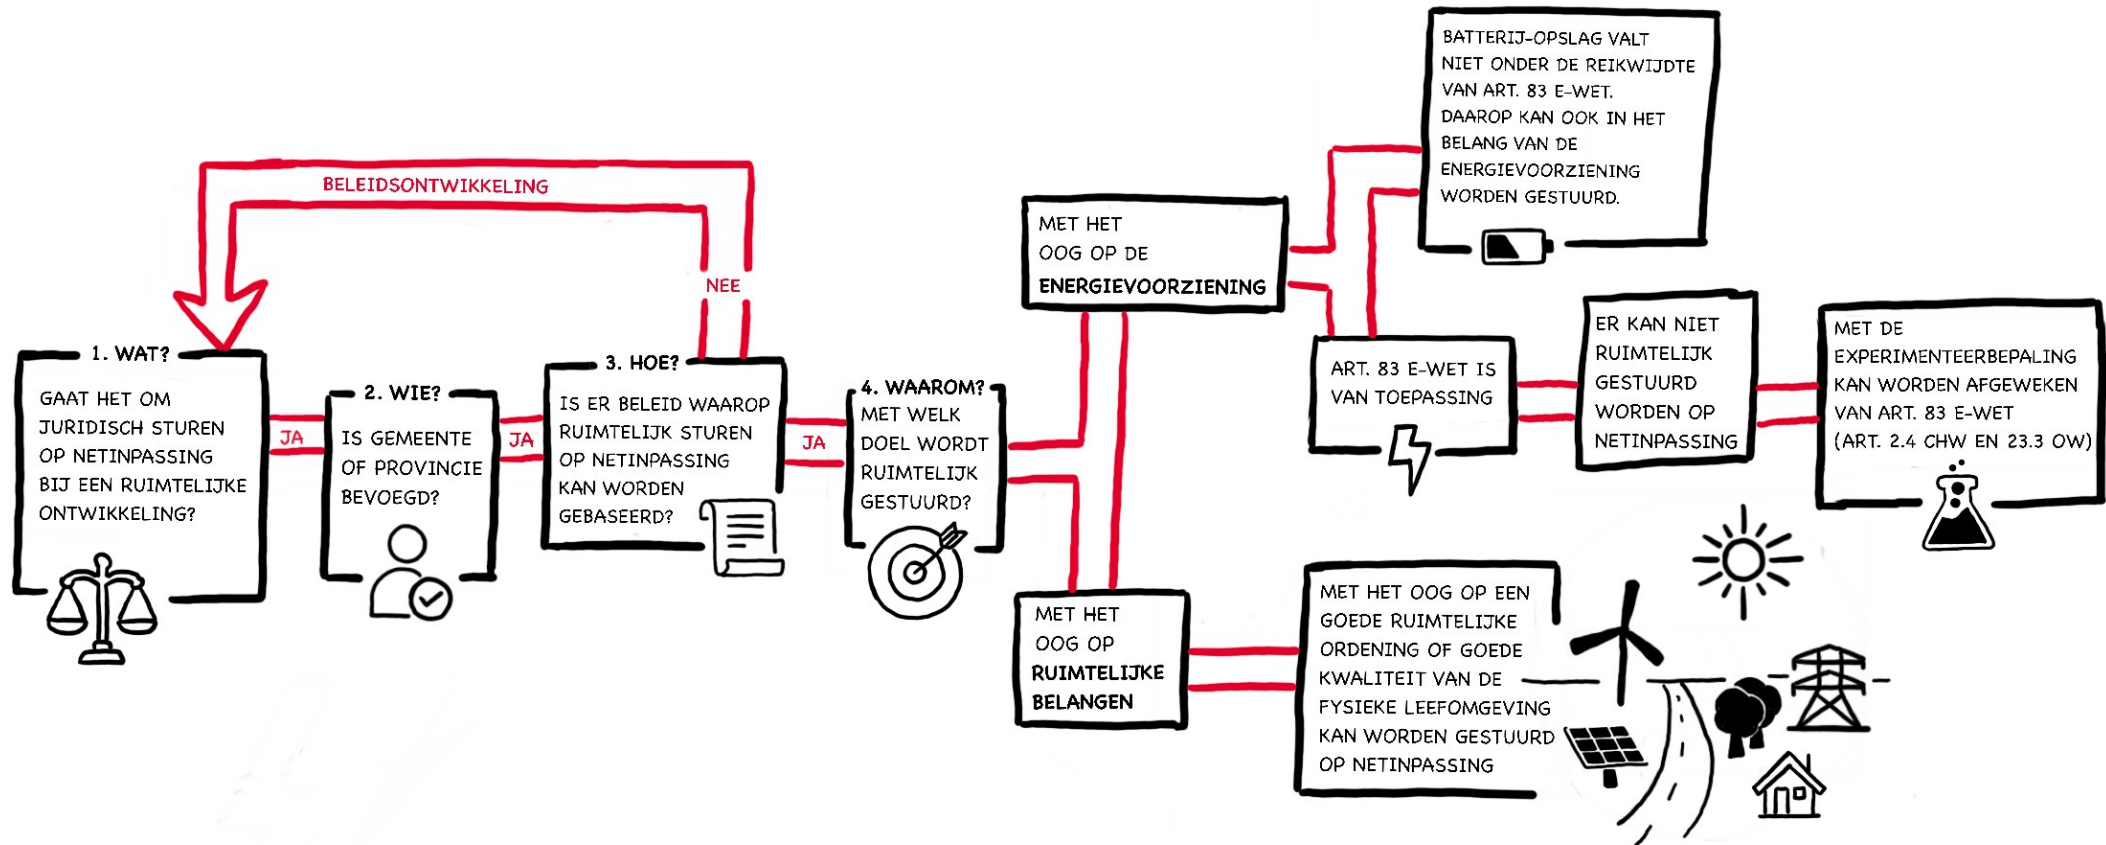 BELEIDSONTWIKKELING
NEE
1. WAT?
GAAT HET OM
JURIDISCH STUREN
OP NETINPASSING
BIJ EEN RUIMTELIJKE
ONTWIKKELING?
JA
2. WIE?
IS GEMEENTE
OF PROVINCIE
BEVOEGD?
JA
3. HOE?
IS ER BELEID WAAROP
RUIMTELIJK STUREN
OP NETINPASSING
KAN WORDEN
GEBASEERD?
JA
4. WAAROM?
MET WELK
DOEL WORDT
RUIMTELIJK
GESTUURD?
MET HET
OOG OP DE
ENERGIEVOORZIENING
BATTERIJ-OPSLAG VALT
NIET ONDER DE REIKWIJDTE
VAN ART. 83 E-WET.
DAAROP KAN OOK IN HET
BELANG VAN DE
ENERGIEVOORZIENING
WORDEN GESTUURD.
ART. 83 E-WET IS
VAN TOEPASSING
ER KAN NIET
RUIMTELIJK
GESTUURD
WORDEN OP
NETINPASSING
MET DE
EXPERIMENTEERBEPALING
KAN WORDEN AFGEWEKEN
VAN ART. 83 E-WET
(ART. 2.4 CHW EN 23.3 OW)
MET HET
OOG OP
RUIMTELIJKE
BELANGEN
MET HET OOG OP EEN
GOEDE RUIMTELIJKE
ORDENING OF GOEDE
KWALITEIT VAN DE
FYSIEKE LEEFOMGEVING
KAN WORDEN GESTUURD
OP NETINPASSING